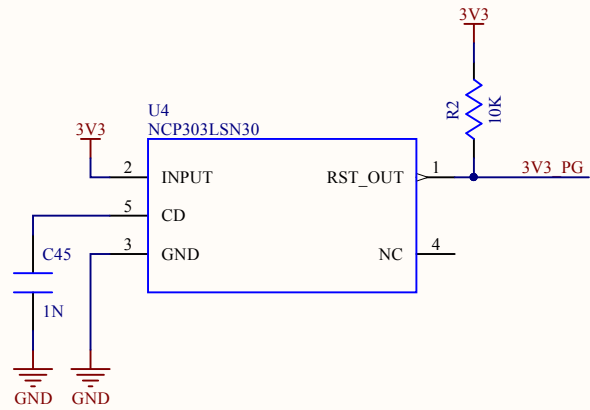 3V3
R2
10K
U4
NCP303LSN30
3V3
2
INPUT
RST_OUT
1
3V3_PG
5
CD
3
GND
NC
4
C45
1N
GND
GND